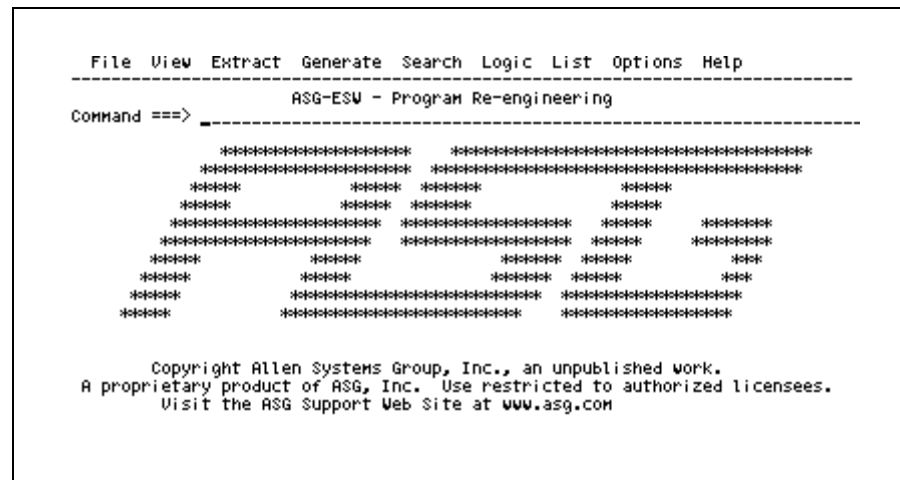 File View Extract Generate Search Logic List Options Help
ASG-ESW - Program Re-engineering
Command ===> _
ASG
Copyright Allen Systems Group, Inc., an unpublished work.
A proprietary product of ASG, Inc. Use restricted to authorized licensees.
Visit the ASG Support Web Site at www.asg.com